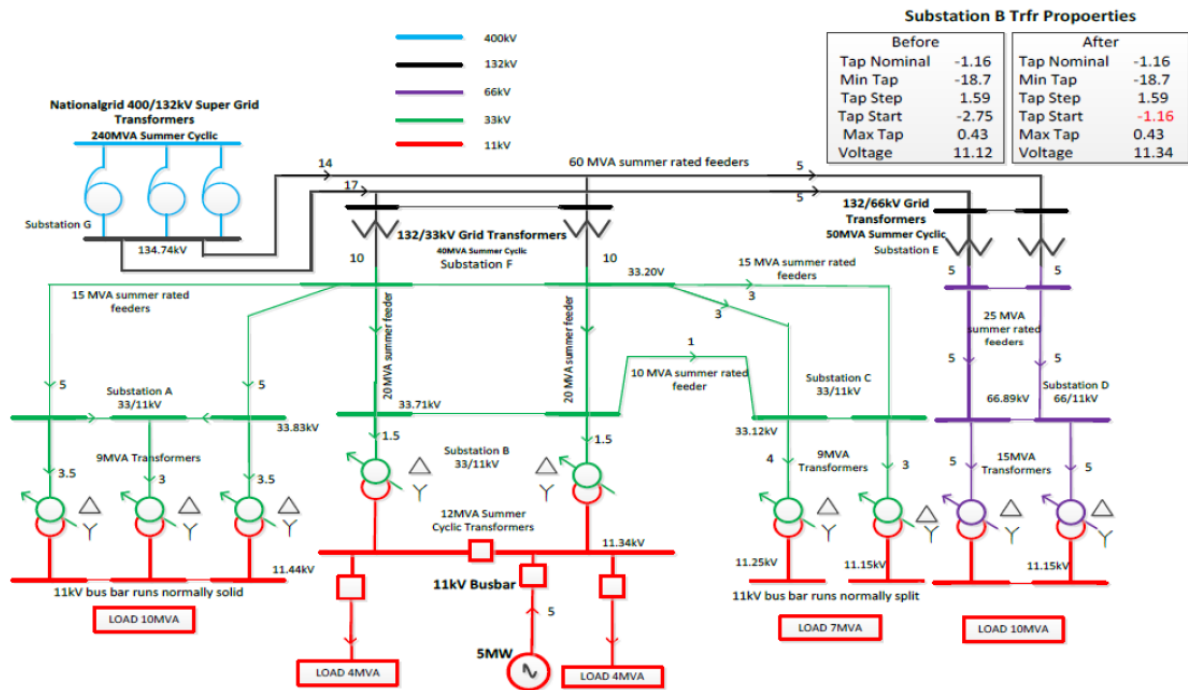 Substation B Trfr Propoerties
Before
Tap Nominal -1.16
Min Tap -18.7
Tap Step 1.59
Tap Start -2.75
Max Tap 0.43
Voltage 11.12
After
Tap Nominal -1.16
Min Tap -18.7
Tap Step 1.59
Tap Start -1.16
Max Tap 0.43
Voltage 11.34
400kV
132kV
66kV
33kV
11kV
Nationalgrid 400/132kV Super Grid
Transformers
240MVA Summer Cyclic
Substation G
134.74kV
14
17
60 MVA summer rated feeders
5
5
132/33kV Grid Transformers
40MVA Summer Cyclic
Substation F
10
10
33.20V
132/66kV Grid
Transformers
50MVA Summer Cyclic
Substation E
5
5
15 MVA summer rated
feeders
15 MVA summer rated
feeders
3
3
20 MVA summer feeder
20 MVA summer feeder
1
10 MVA summer rated
feeder
25 MVA
summer rated
feeders
5
5
5
5
Substation A
33/11kV
33.83kV
33.71kV
Substation C
33/11kV
33.12kV
66.89kV
Substation D
66/11kV
9MVA Transformers
3.5
3
3.5
1.5
1.5
Substation B
33/11kV
12MVA Summer
Cyclic Transformers
4
9MVA
Transformers
3
5
15MVA
Transformers
5
11.44kV
11kV bus bar runs normally solid
LOAD 10MVA
11.34kV
11kV Busbar
5
5MW
LOAD 4MVA
LOAD 4MVA
11.25kV
11.15kV
11kV bus bar runs normally split
LOAD 7MVA
11.15kV
LOAD 10MVA